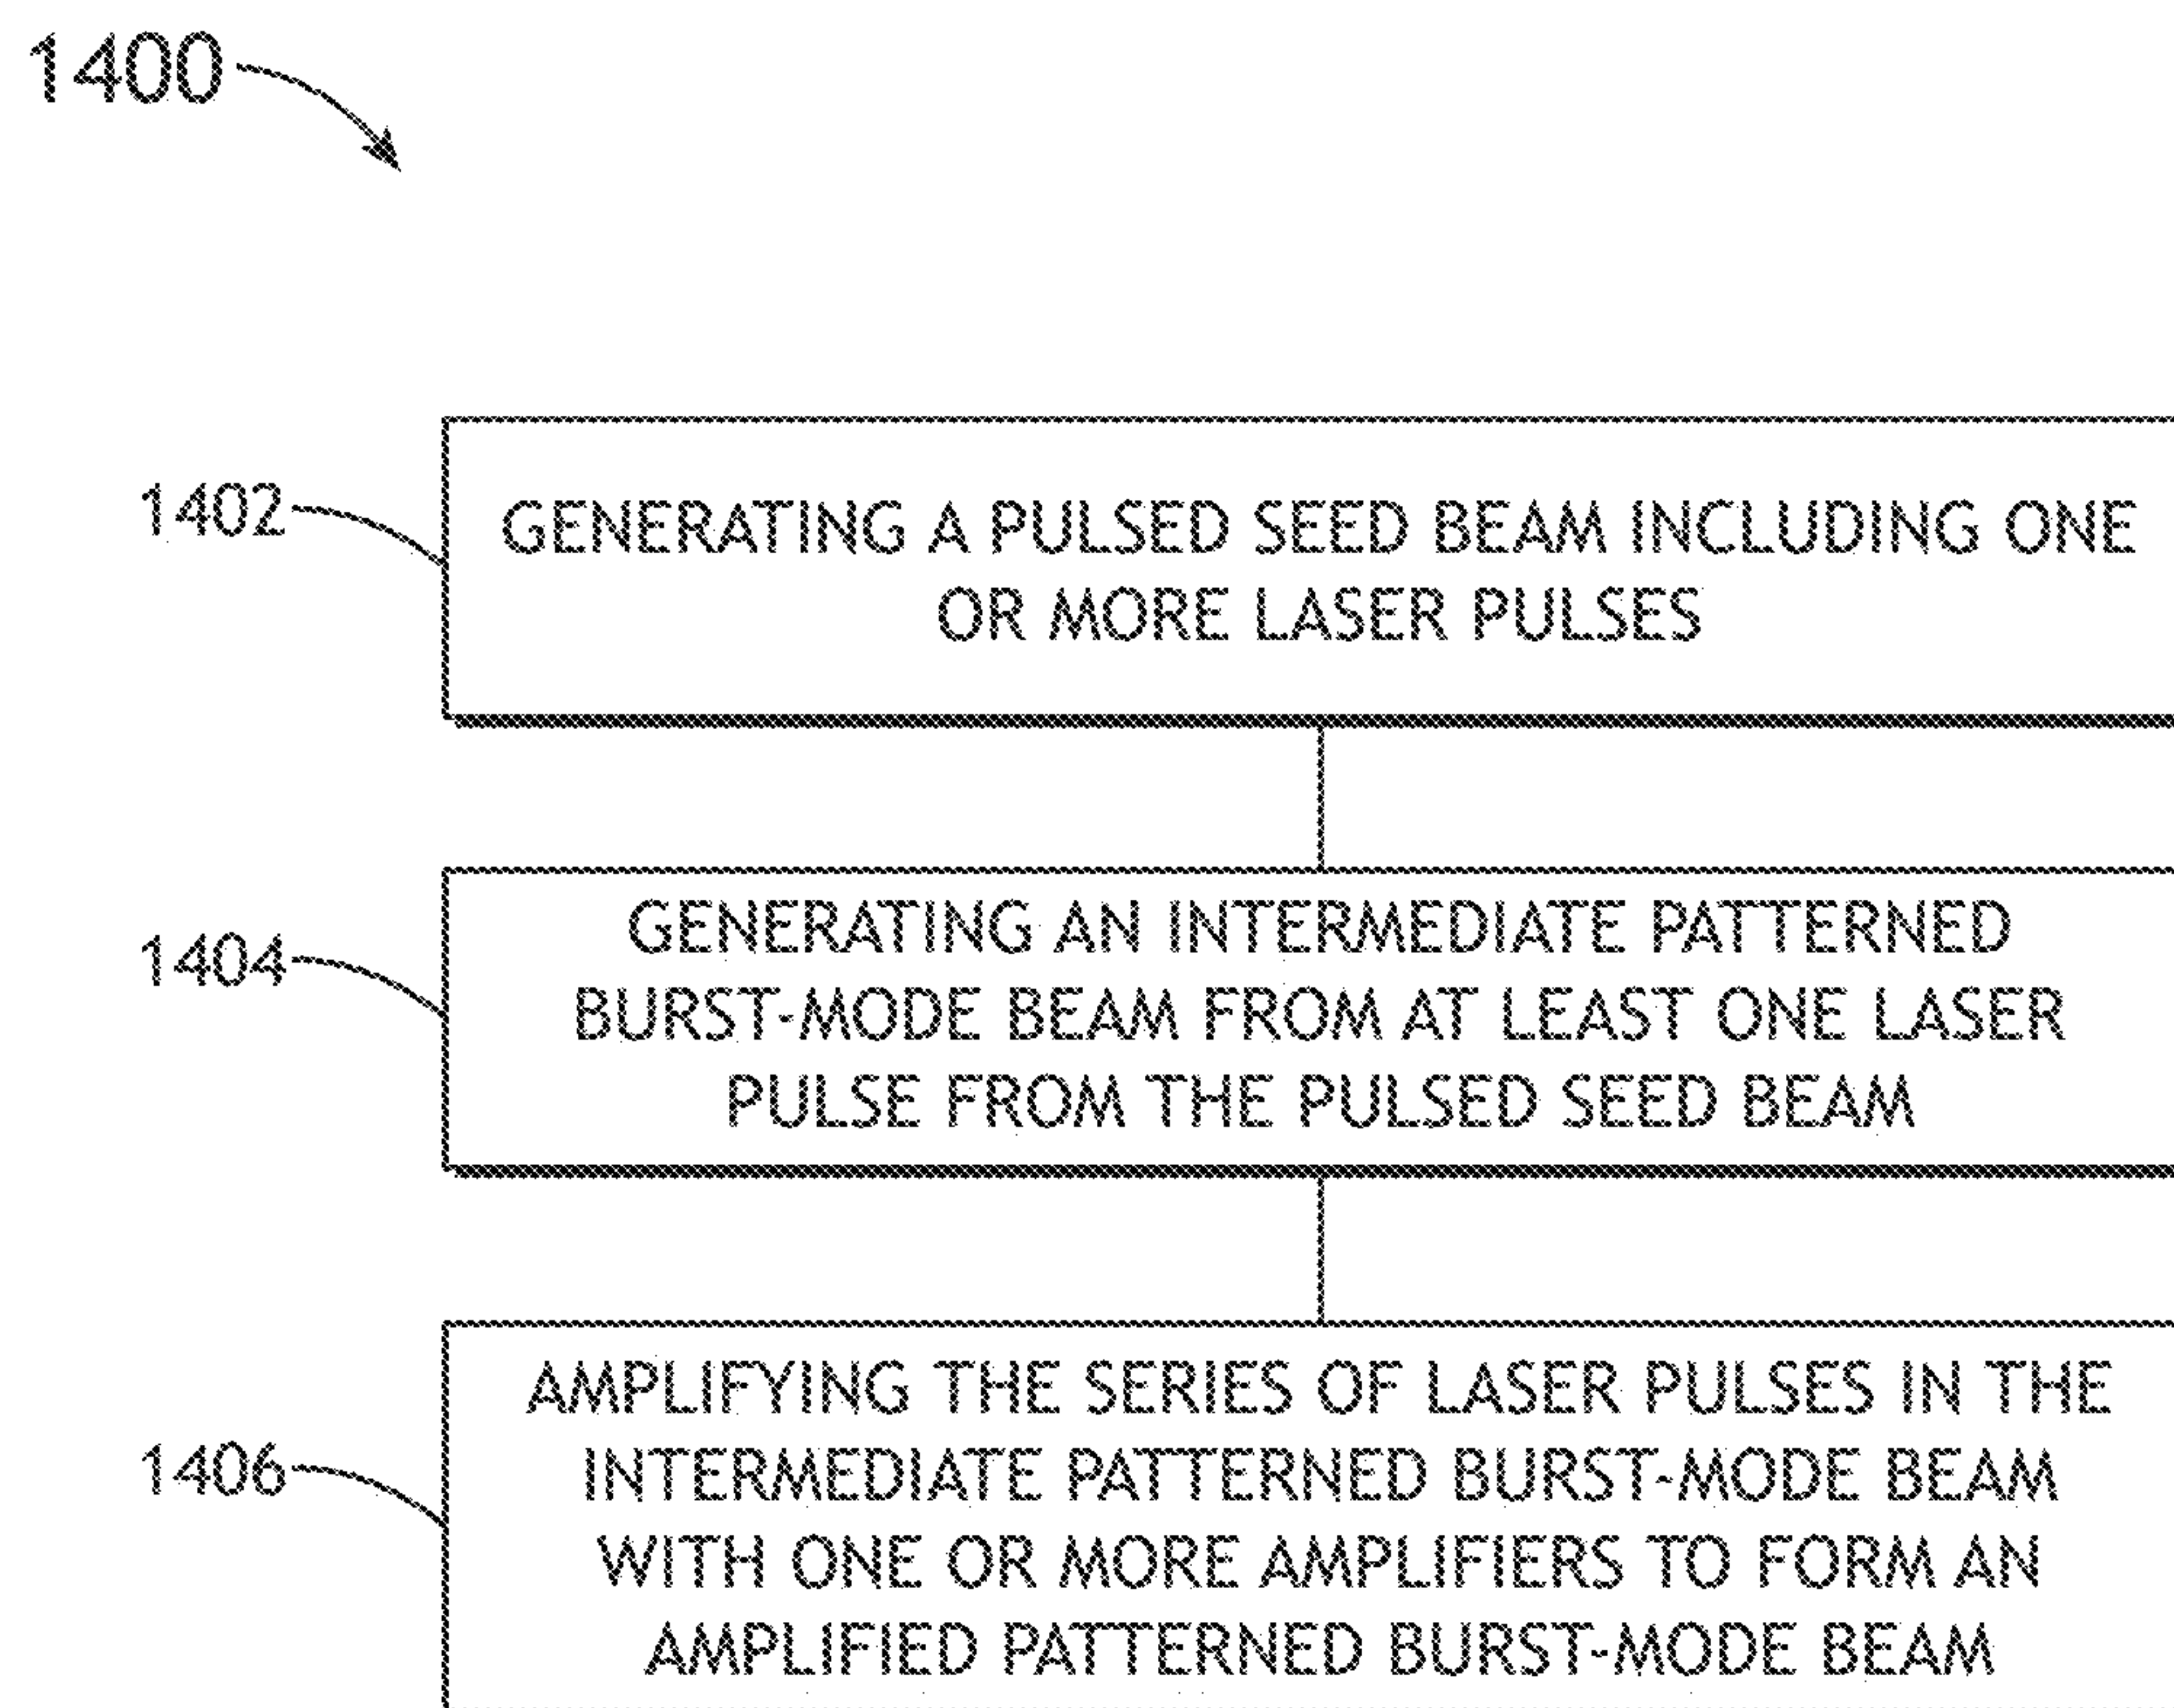 1400
1402
GENERATING A PULSED SEED BEAM INCLUDING ONE
OR MORE LASER PULSES
1404
GENERATING AN INTERMEDIATE PATTERNED
BURST-MODE BEAM FROM AT LEAST ONE LASER
PULSE FROM THE PULSED SEED BEAM
1406
AMPLIFYING THE SERIES OF LASER PULSES IN THE
INTERMEDIATE PATTERNED BURST-MODE BEAM
WITH ONE OR MORE AMPLIFIERS TO FORM AN
AMPLIFIED PATTERNED BURST-MODE BEAM